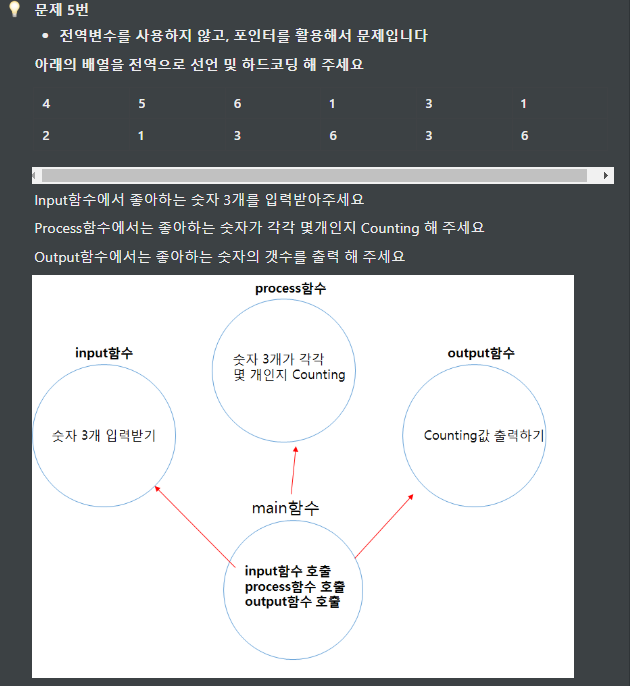 문제 5번
• 전역변수를 사용하지 않고, 포인터를 활용해서 문제입니다
아래의 배열을 전역으로 선언 및 하드코딩 해 주세요
4 5 6 1 3 1
2 1 3 6 3 6
Input함수에서 좋아하는 숫자 3개를 입력받아주세요
Process함수에서는 좋아하는 숫자가 각각 몇개인지 Counting 해 주세요
Output함수에서는 좋아하는 숫자의 갯수를 출력 해 주세요
process함수
숫자 3개가 각각
몇 개인지 Counting
input함수
숫자 3개 입력받기
output함수
Counting값 출력하기
main함수
input함수 호출
process함수 호출
output함수 호출